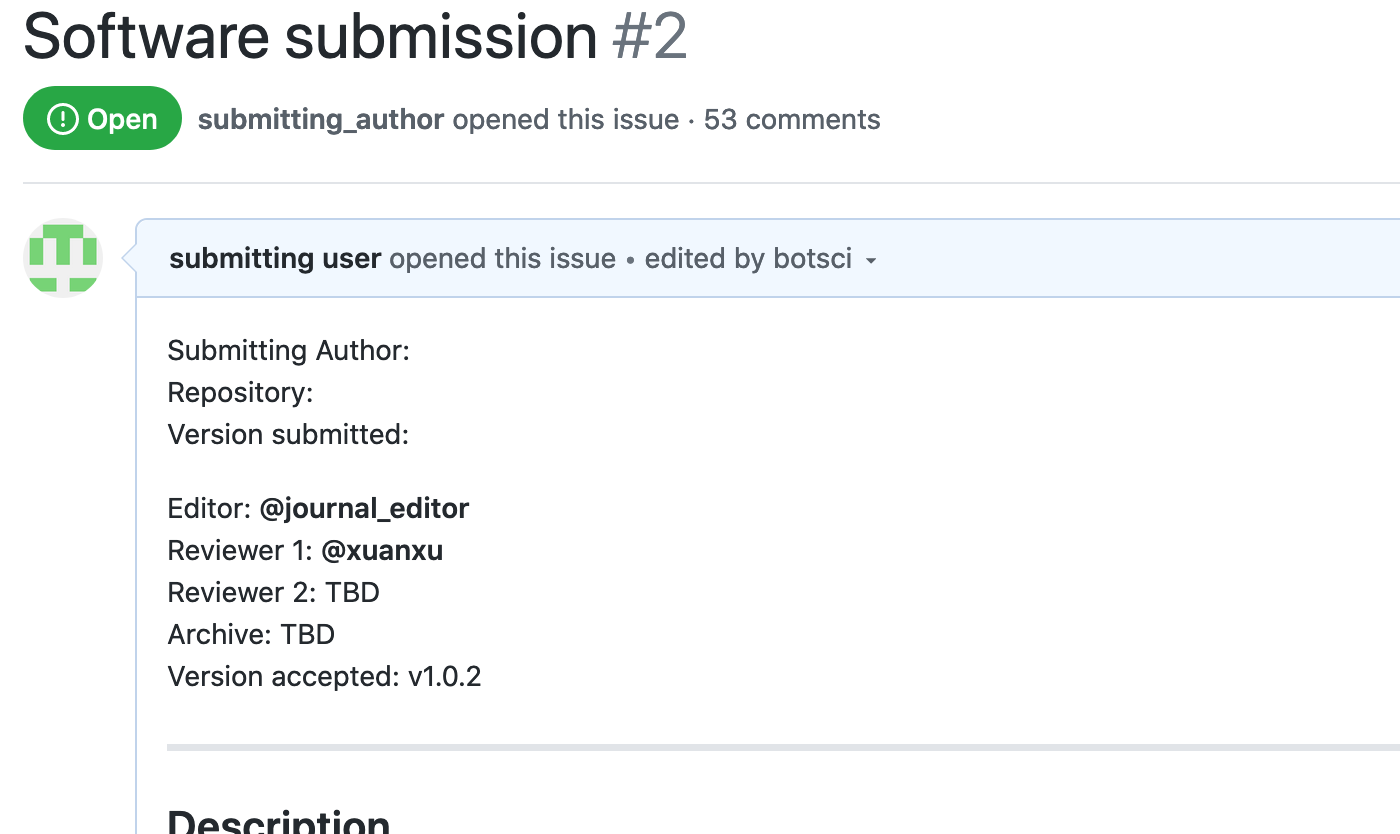 Software submission #2
Open submitting_author opened this issue · 53 comments
submitting user opened this issue • edited by botsci
Submitting Author:
Repository:
Version submitted:
Editor: @journal_editor
Reviewer 1: @xuanxu
Reviewer 2: TBD
Archive: TBD
Version accepted: v1.0.2
Description